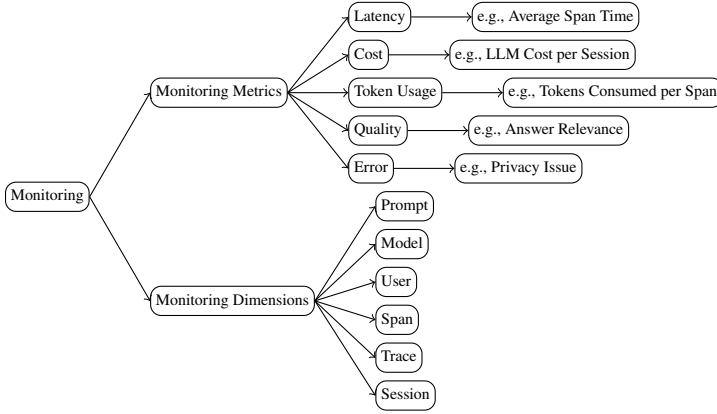 Monitoring
Monitoring Metrics
Latency
e.g., Average Span Time
Cost
e.g., LLM Cost per Session
Token Usage
e.g., Tokens Consumed per Span
Quality
e.g., Answer Relevance
Error
e.g., Privacy Issue
Monitoring Dimensions
Prompt
Model
User
Span
Trace
Session